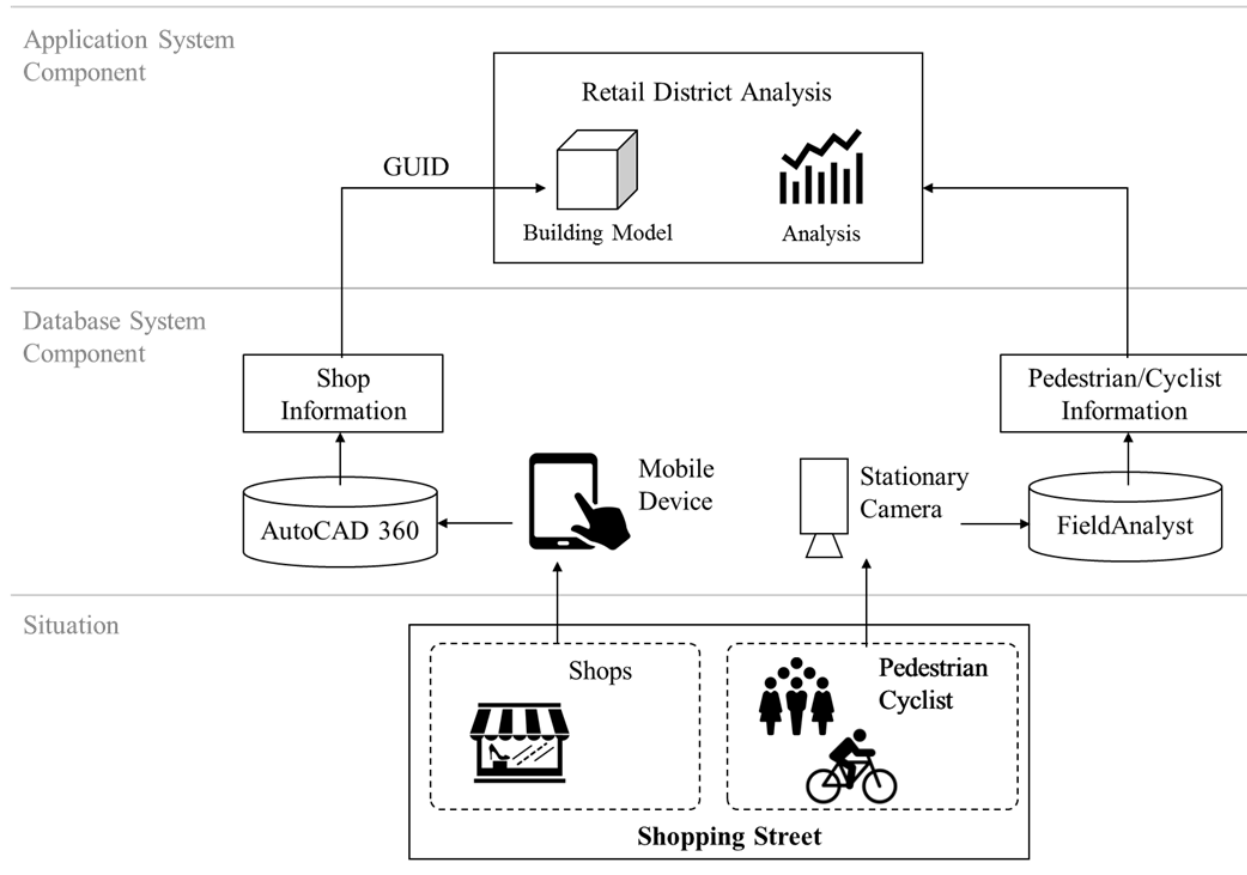 Application System
Component
Retail District Analysis
GUID
Building Model
Analysis
Database System
Component
Shop
Information
Pedestrian/Cyclist
Information
Mobile
Device
Stationary
Camera
AutoCAD 360
FieldAnalyst
Situation
Shops
Pedestrian
Cyclist
Shopping Street